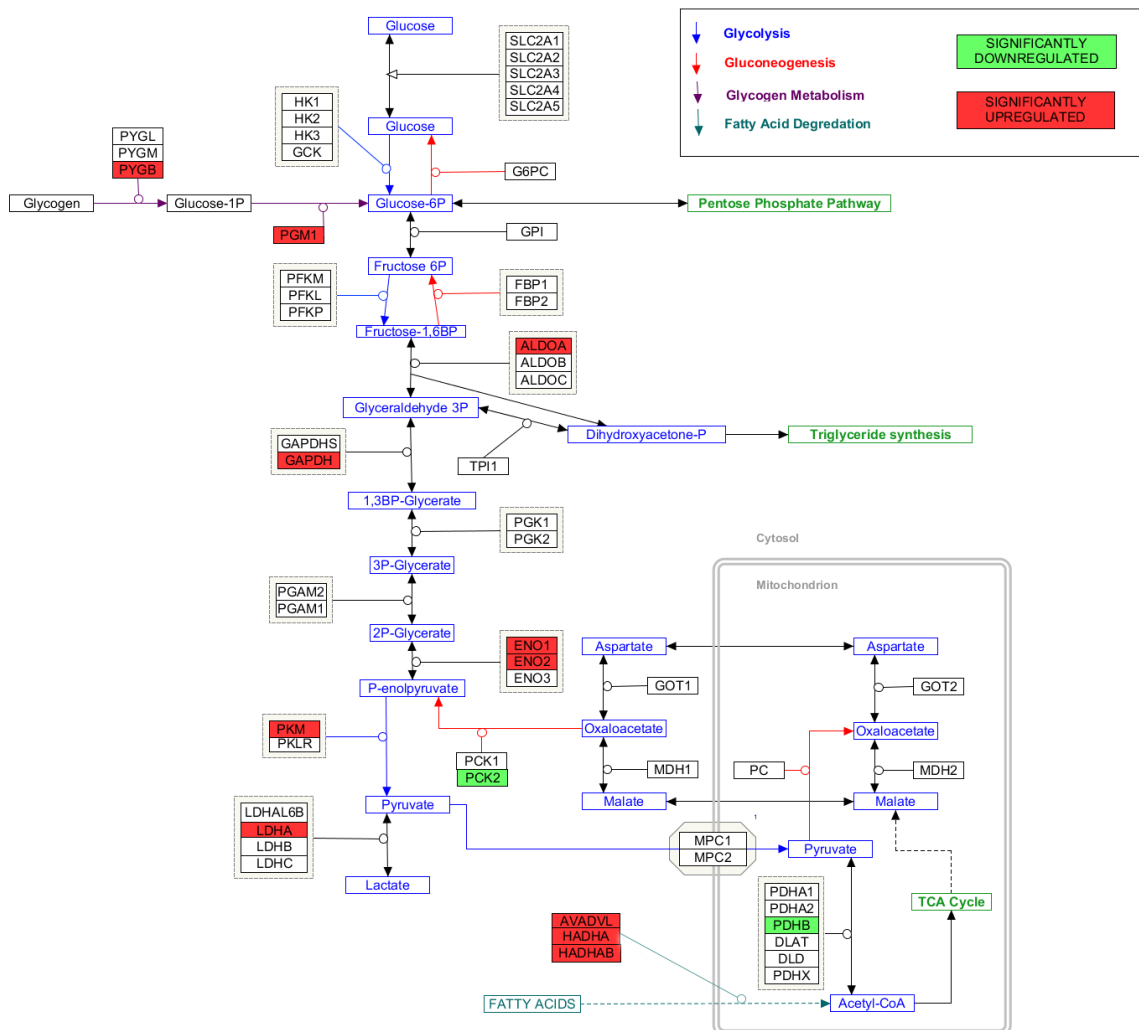 Glucose
SLC2A1
SLC2A2
SLC2A3
SLC2A4
SLC2A5
Glycolysis
Gluconeogenesis
Glycogen Metabolism
Fatty Acid Degredation
SIGNIFICANTLY
DOWNREGULATED
SIGNIFICANTLY
UPREGULATED
HK1
HK2
HK3
GCK
Glucose
PYGL
PYGM
PYGB
G6PC
Glycogen
Glucose-1P
Glucose-6P
Pentose Phosphate Pathway
PGM1
GPI
Fructose 6P
PFKM
PFKL
PFKP
FBP1
FBP2
Fructose-1,6BP
ALDOA
ALDOB
ALDOC
Glyceraldehyde 3P
Dihydroxyacetone-P
Triglyceride synthesis
GAPDHS
GAPDH
TPI1
1,3BP-Glycerate
PGK1
PGK2
Cytosol
3P-Glycerate
Mitochondrion
PGAM2
PGAM1
2P-Glycerate
ENO1
ENO2
ENO3
Aspartate
Aspartate
P-enolpyruvate
GOT1
GOT2
PKM
PKLR
Oxaloacetate
Oxaloacetate
PCK1
PCK2
MDH1
PC
MDH2
Pyruvate
Malate
Malate
LDHAL6B
LDHA
LDHB
LDHC
1
MPC1
MPC2
Pyruvate
Lactate
PDHA1
PDHA2
PDHB
DLAT
DLD
PDHX
TCA Cycle
AVADVL
HADHA
HADHAB
FATTY ACIDS
Acetyl-CoA